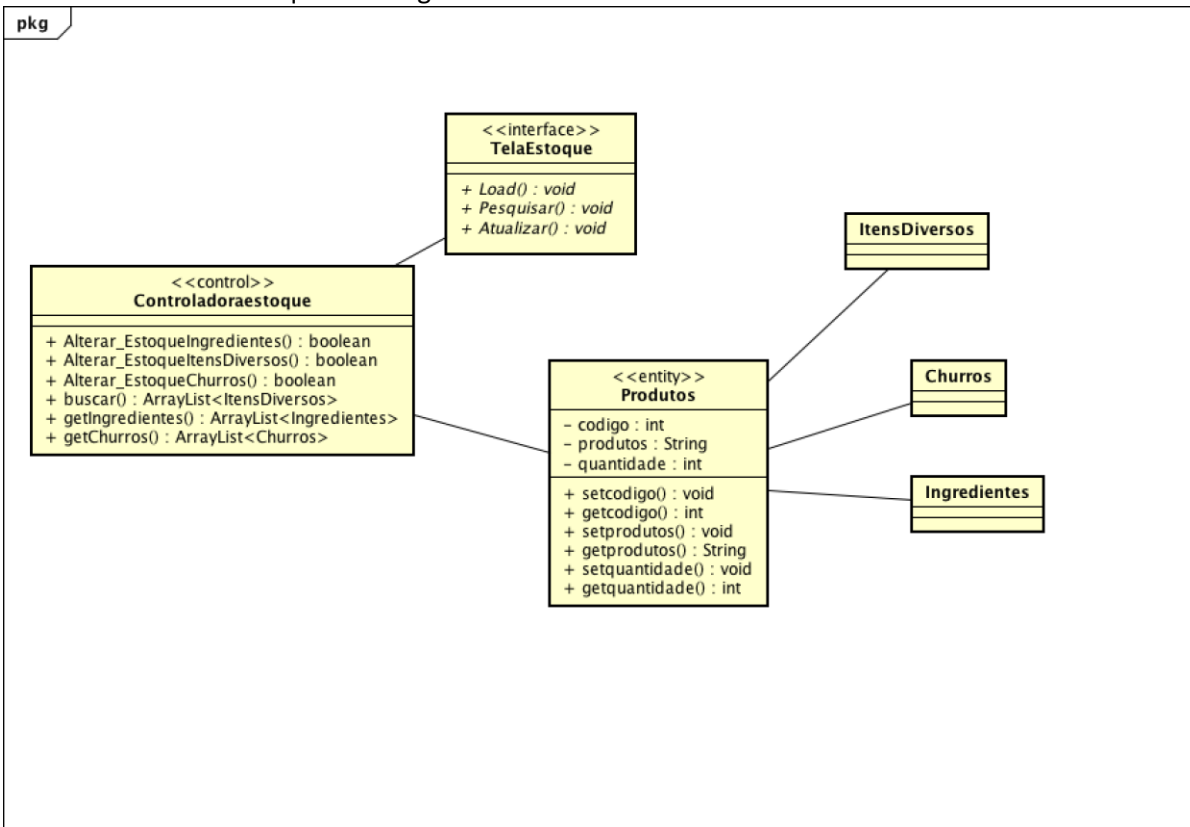 pkg
<<interface>>
TelaEstoque
+ Load() : void
+ Pesquisar() : void
+ Atualizar() : void
<<control>>
Controladoraestoque
+ Alterar_EstoqueIngredientes() : boolean
+ Alterar_EstoqueItensDiversos() : boolean
+ Alterar_EstoqueChurros() : boolean
+ buscar() : ArrayList<ItensDiversos>
+ getIngredientes() : ArrayList<Ingredientes>
+ getChurros() : ArrayList<Churros>
<<entity>>
Produtos
- codigo : int
- produtos : String
- quantidade : int
+ setcodigo() : void
+ getcodigo() : int
+ setprodutos() : void
+ getprodutos() : String
+ setquantidade() : void
+ getquantidade() : int
ItensDiversos
Churros
Ingredientes